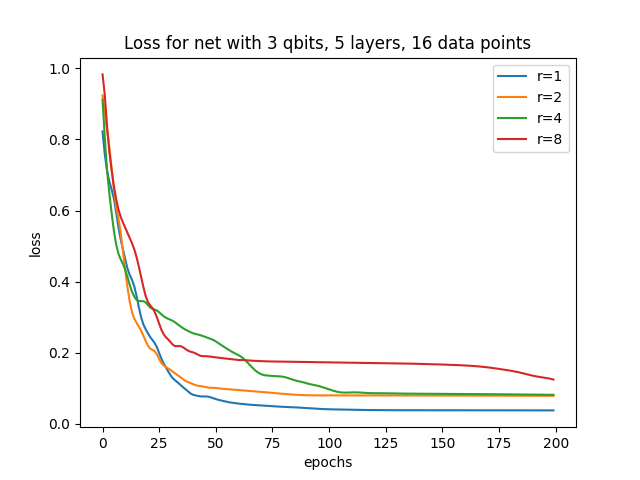 Loss for net with 3 qbits, 5 layers, 16 data points
r=1
r=2
r=4
r=8
1.0
0.8
0.6
0.4
0.2
0.0
loss
0 25 50 75 100 125 150 175 200
epochs